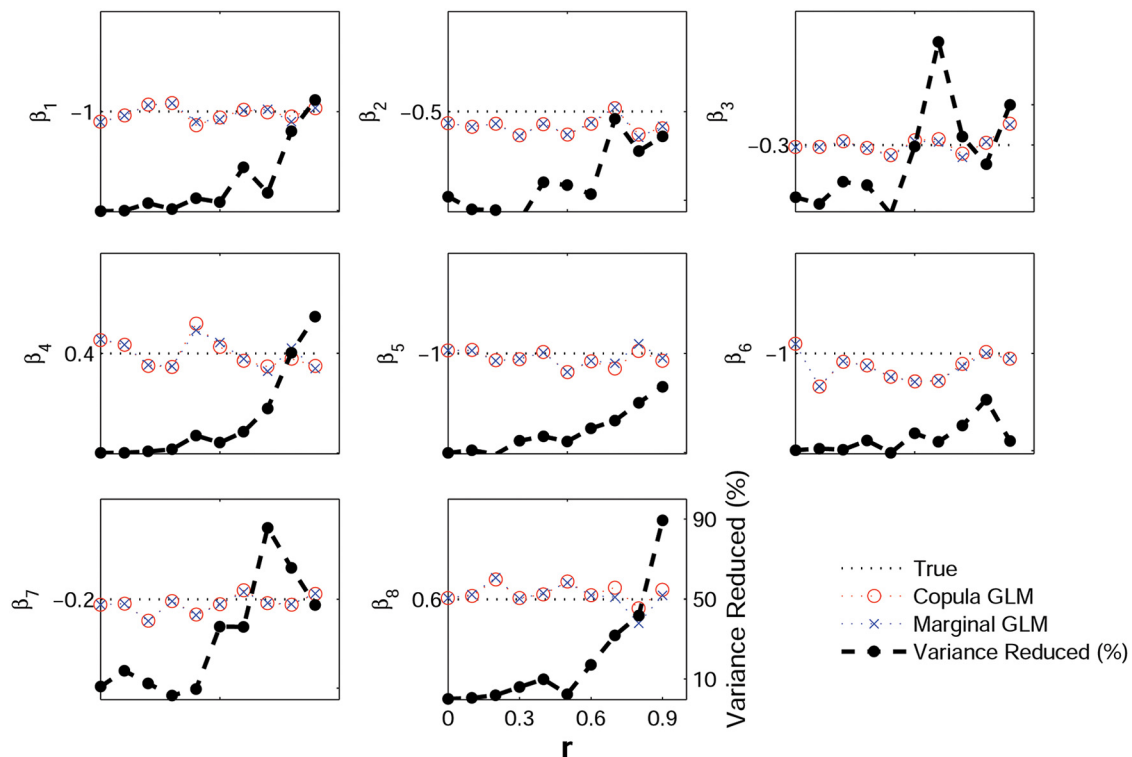 β1
−1
β2
−0.5
β3
−0.3
β4
0.4
β5
−1
β6
−1
β7
−0.2
β8
0.6
90
50
10
Variance Reduced (%)
0
0.3
0.6
0.9
r
True
Copula GLM
Marginal GLM
Variance Reduced (%)